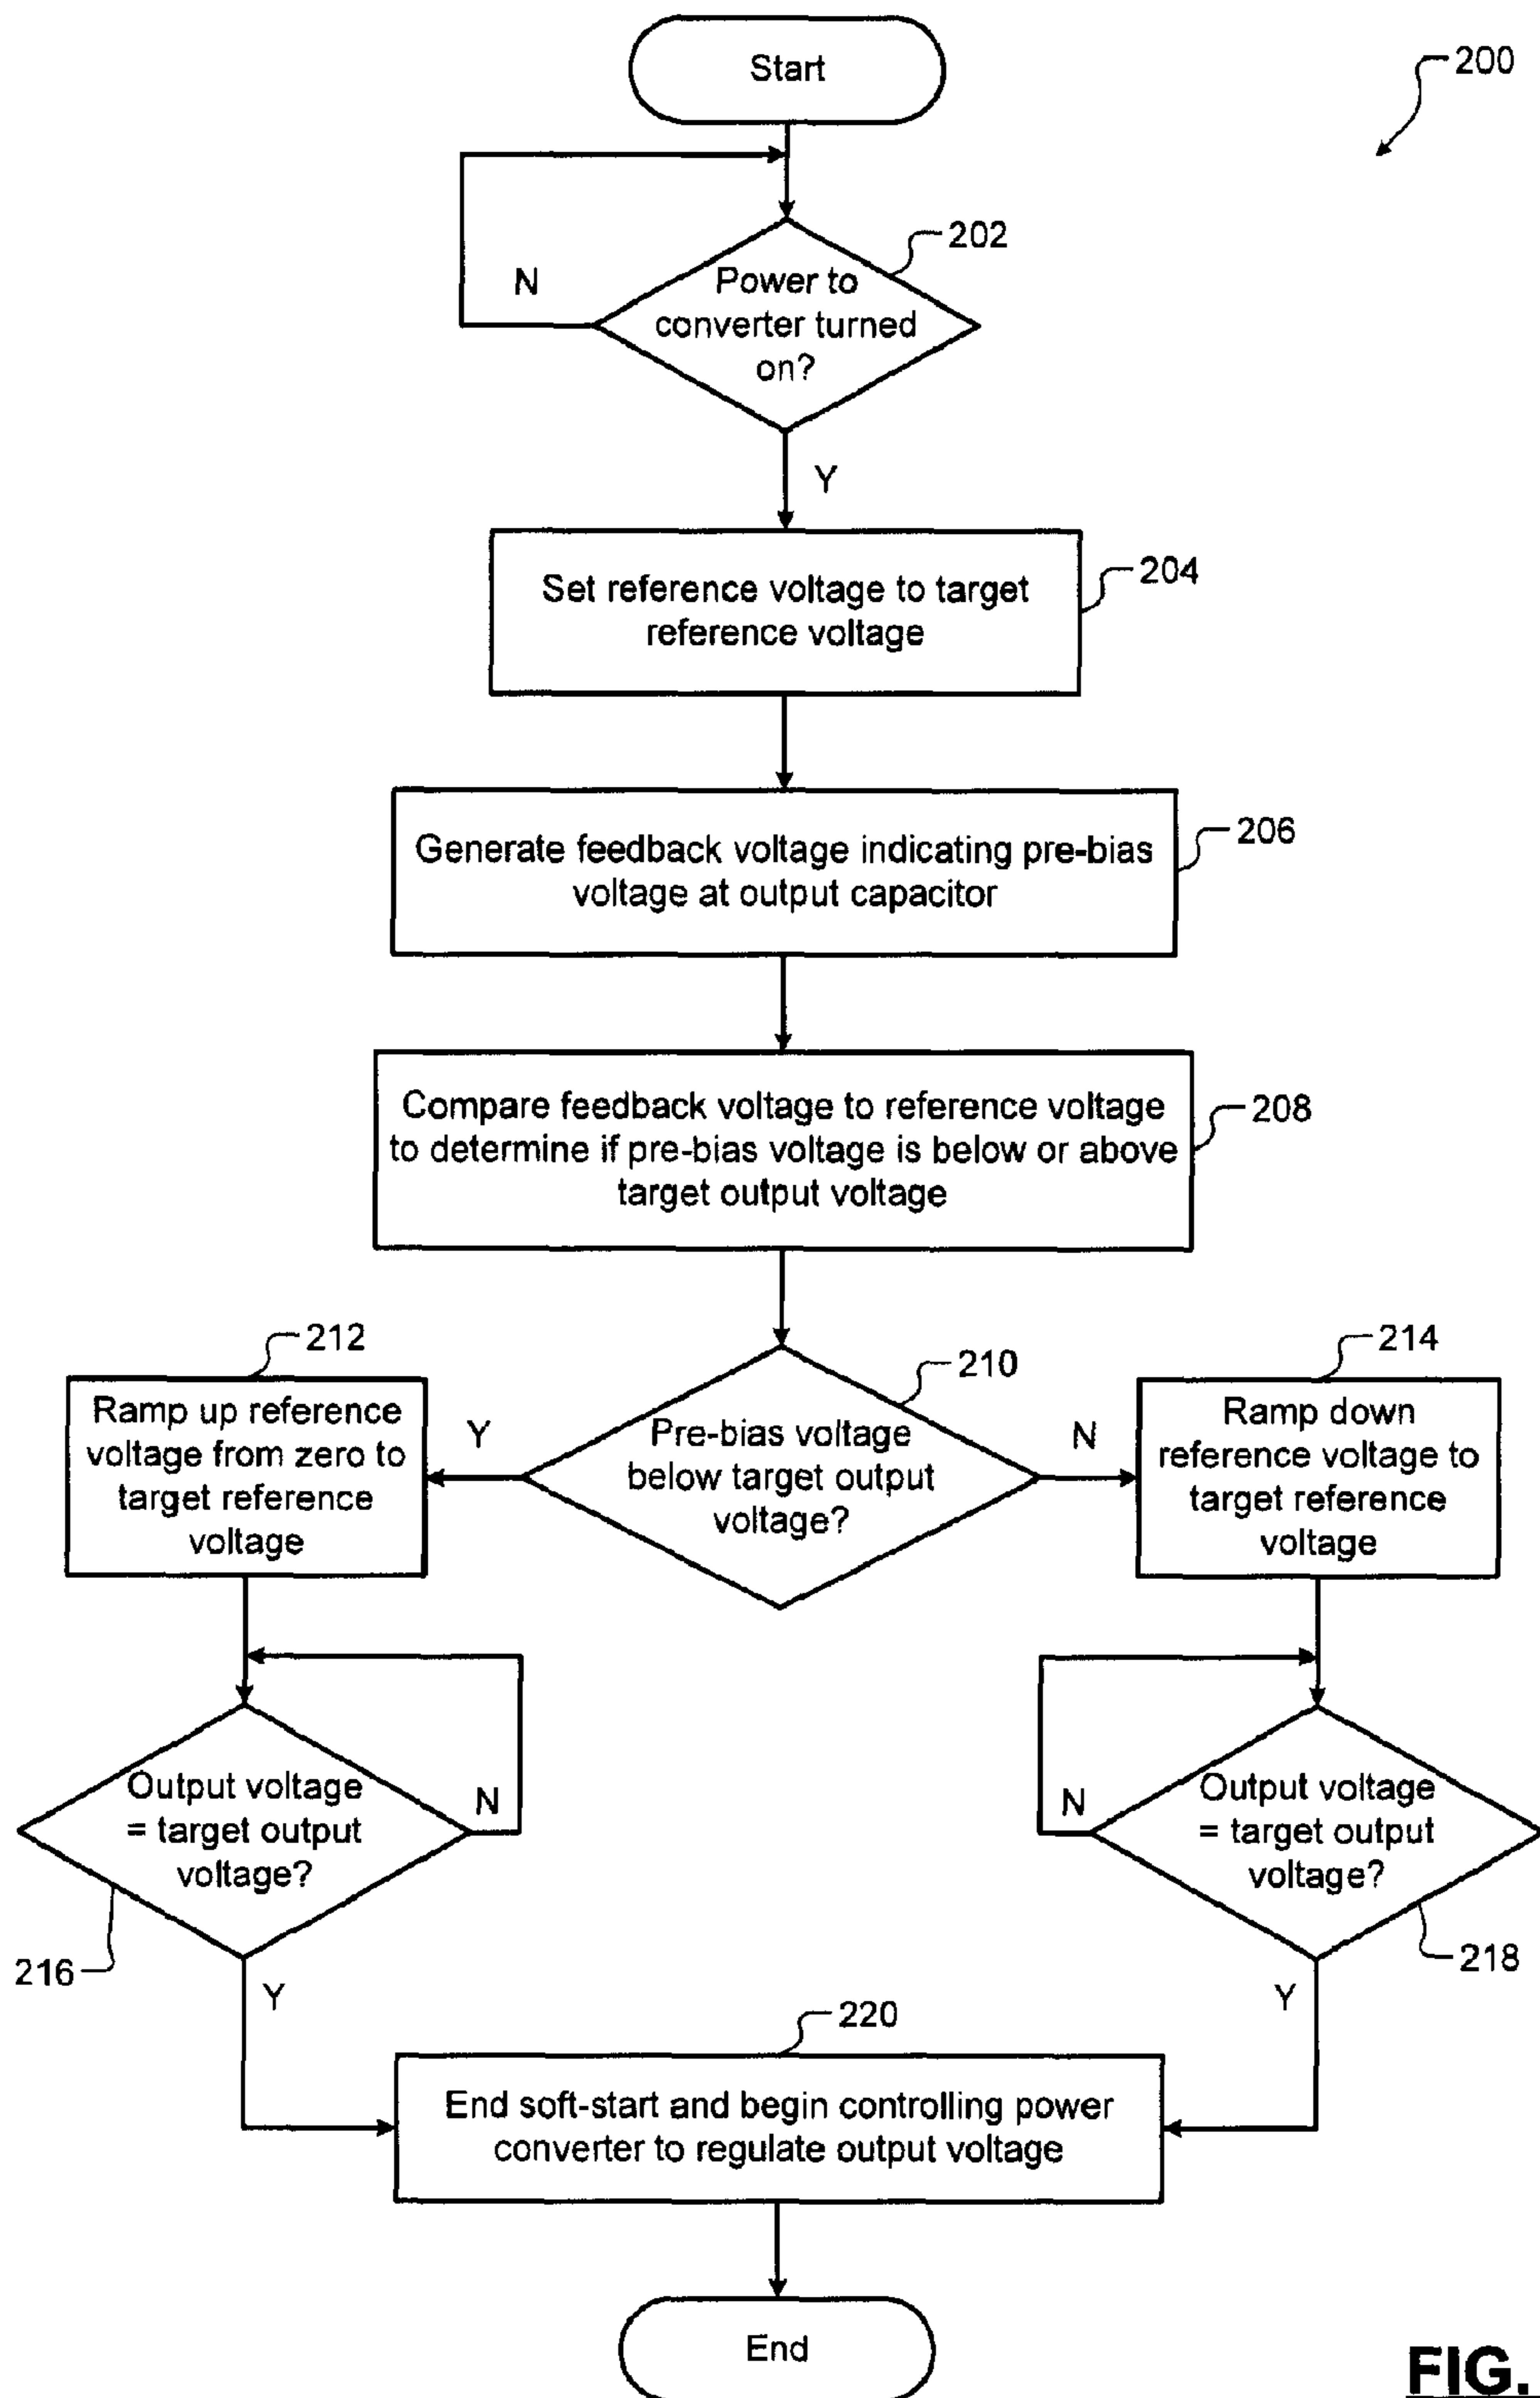 Start
200
202
N
Power to
converter turned
on?
Y
204
Set reference voltage to target
reference voltage
206
Generate feedback voltage indicating pre-bias
voltage at output capacitor
208
Compare feedback voltage to reference voltage
to determine if pre-bias voltage is below or above
target output voltage
212
210
214
Ramp up reference
voltage from zero to
target reference
voltage
Y
Pre-bias voltage
below target output
voltage?
N
Ramp down
reference voltage to
target reference
voltage
Output voltage
= target output
voltage?
N
216
Y
N
Output voltage
= target output
voltage?
218
Y
220
End soft-start and begin controlling power
converter to regulate output voltage
End
FIG.